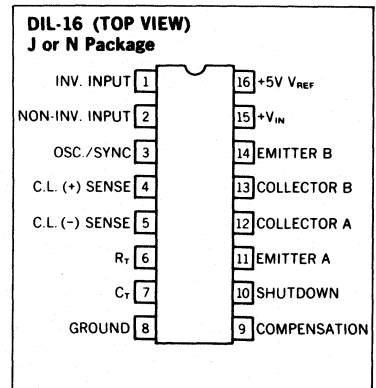 DIL-16 (TOP VIEW)
J or N Package
INV. INPUT 1
16 +5V VREF
NON-INV. INPUT 2
15 +VIN
OSC./SYNC 3
14 EMITTER B
C.L. (+) SENSE 4
13 COLLECTOR B
C.L. (-) SENSE 5
12 COLLECTOR A
RT 6
11 EMITTER A
CT 7
10 SHUTDOWN
GROUND 8
9 COMPENSATION